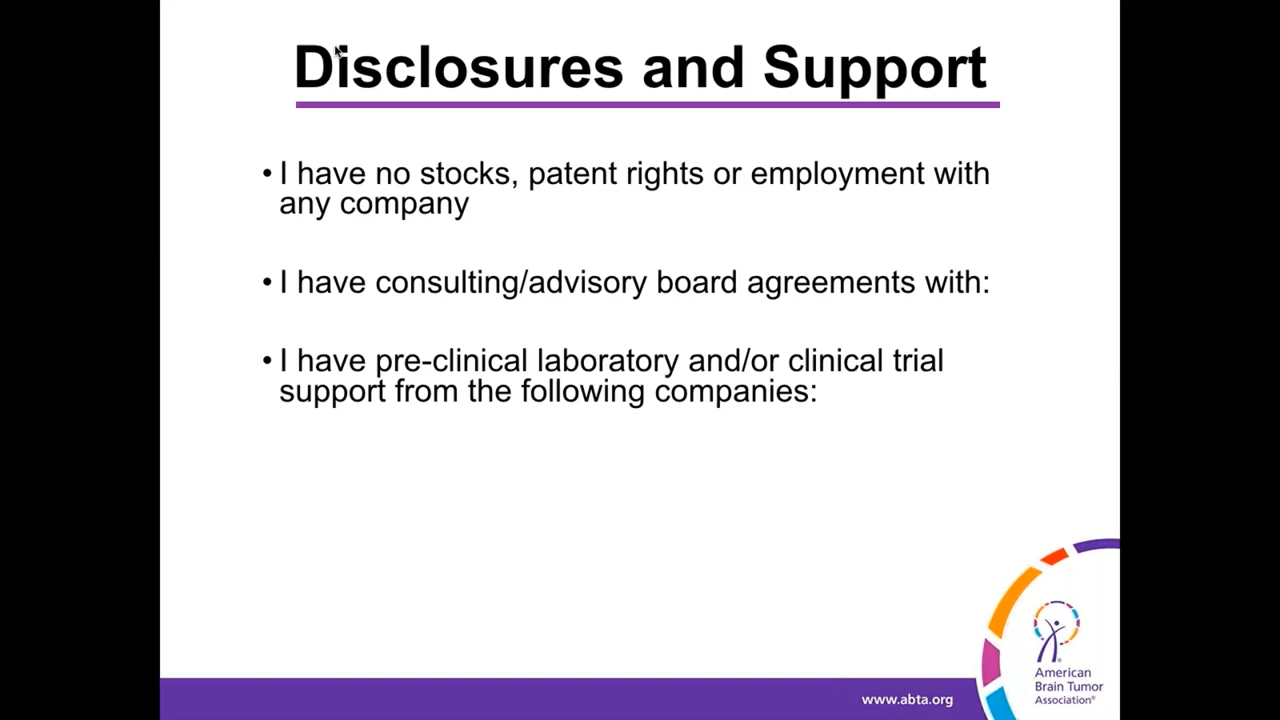 Disclosures and Support
• I have no stocks, patent rights or employment with
any company
• I have consulting/advisory board agreements with:
• I have pre-clinical laboratory and/or clinical trial
support from the following companies:
www.abta.org
American
Brain Tumor
Association®